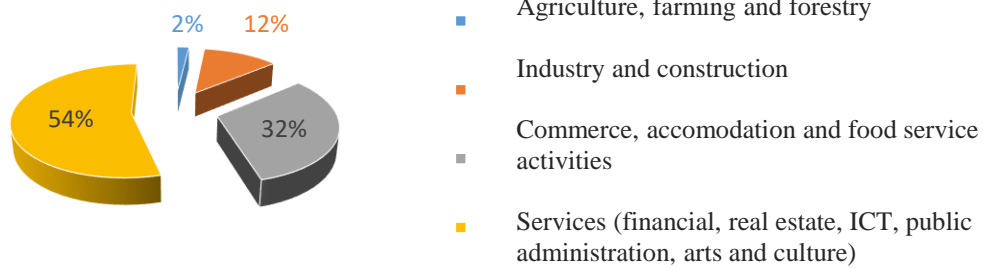 Agriculture, farming and forestry
2% 12%
Industry and construction
54%
32%
Commerce, accomodation and food service
activities
Services (financial, real estate, ICT, public
administration, arts and culture)